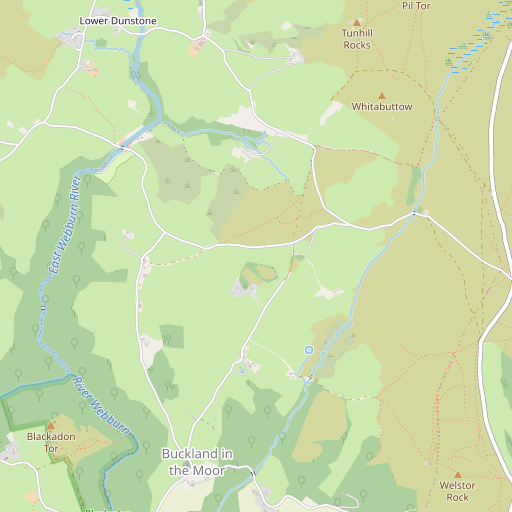 Pil Tor
Lower Dunstone
Tunhill
Rocks
Whitabuttow
East Webburn River
River Webburn
Blackadon
Tor
Buckland in
the Moor
Welstor
Rock